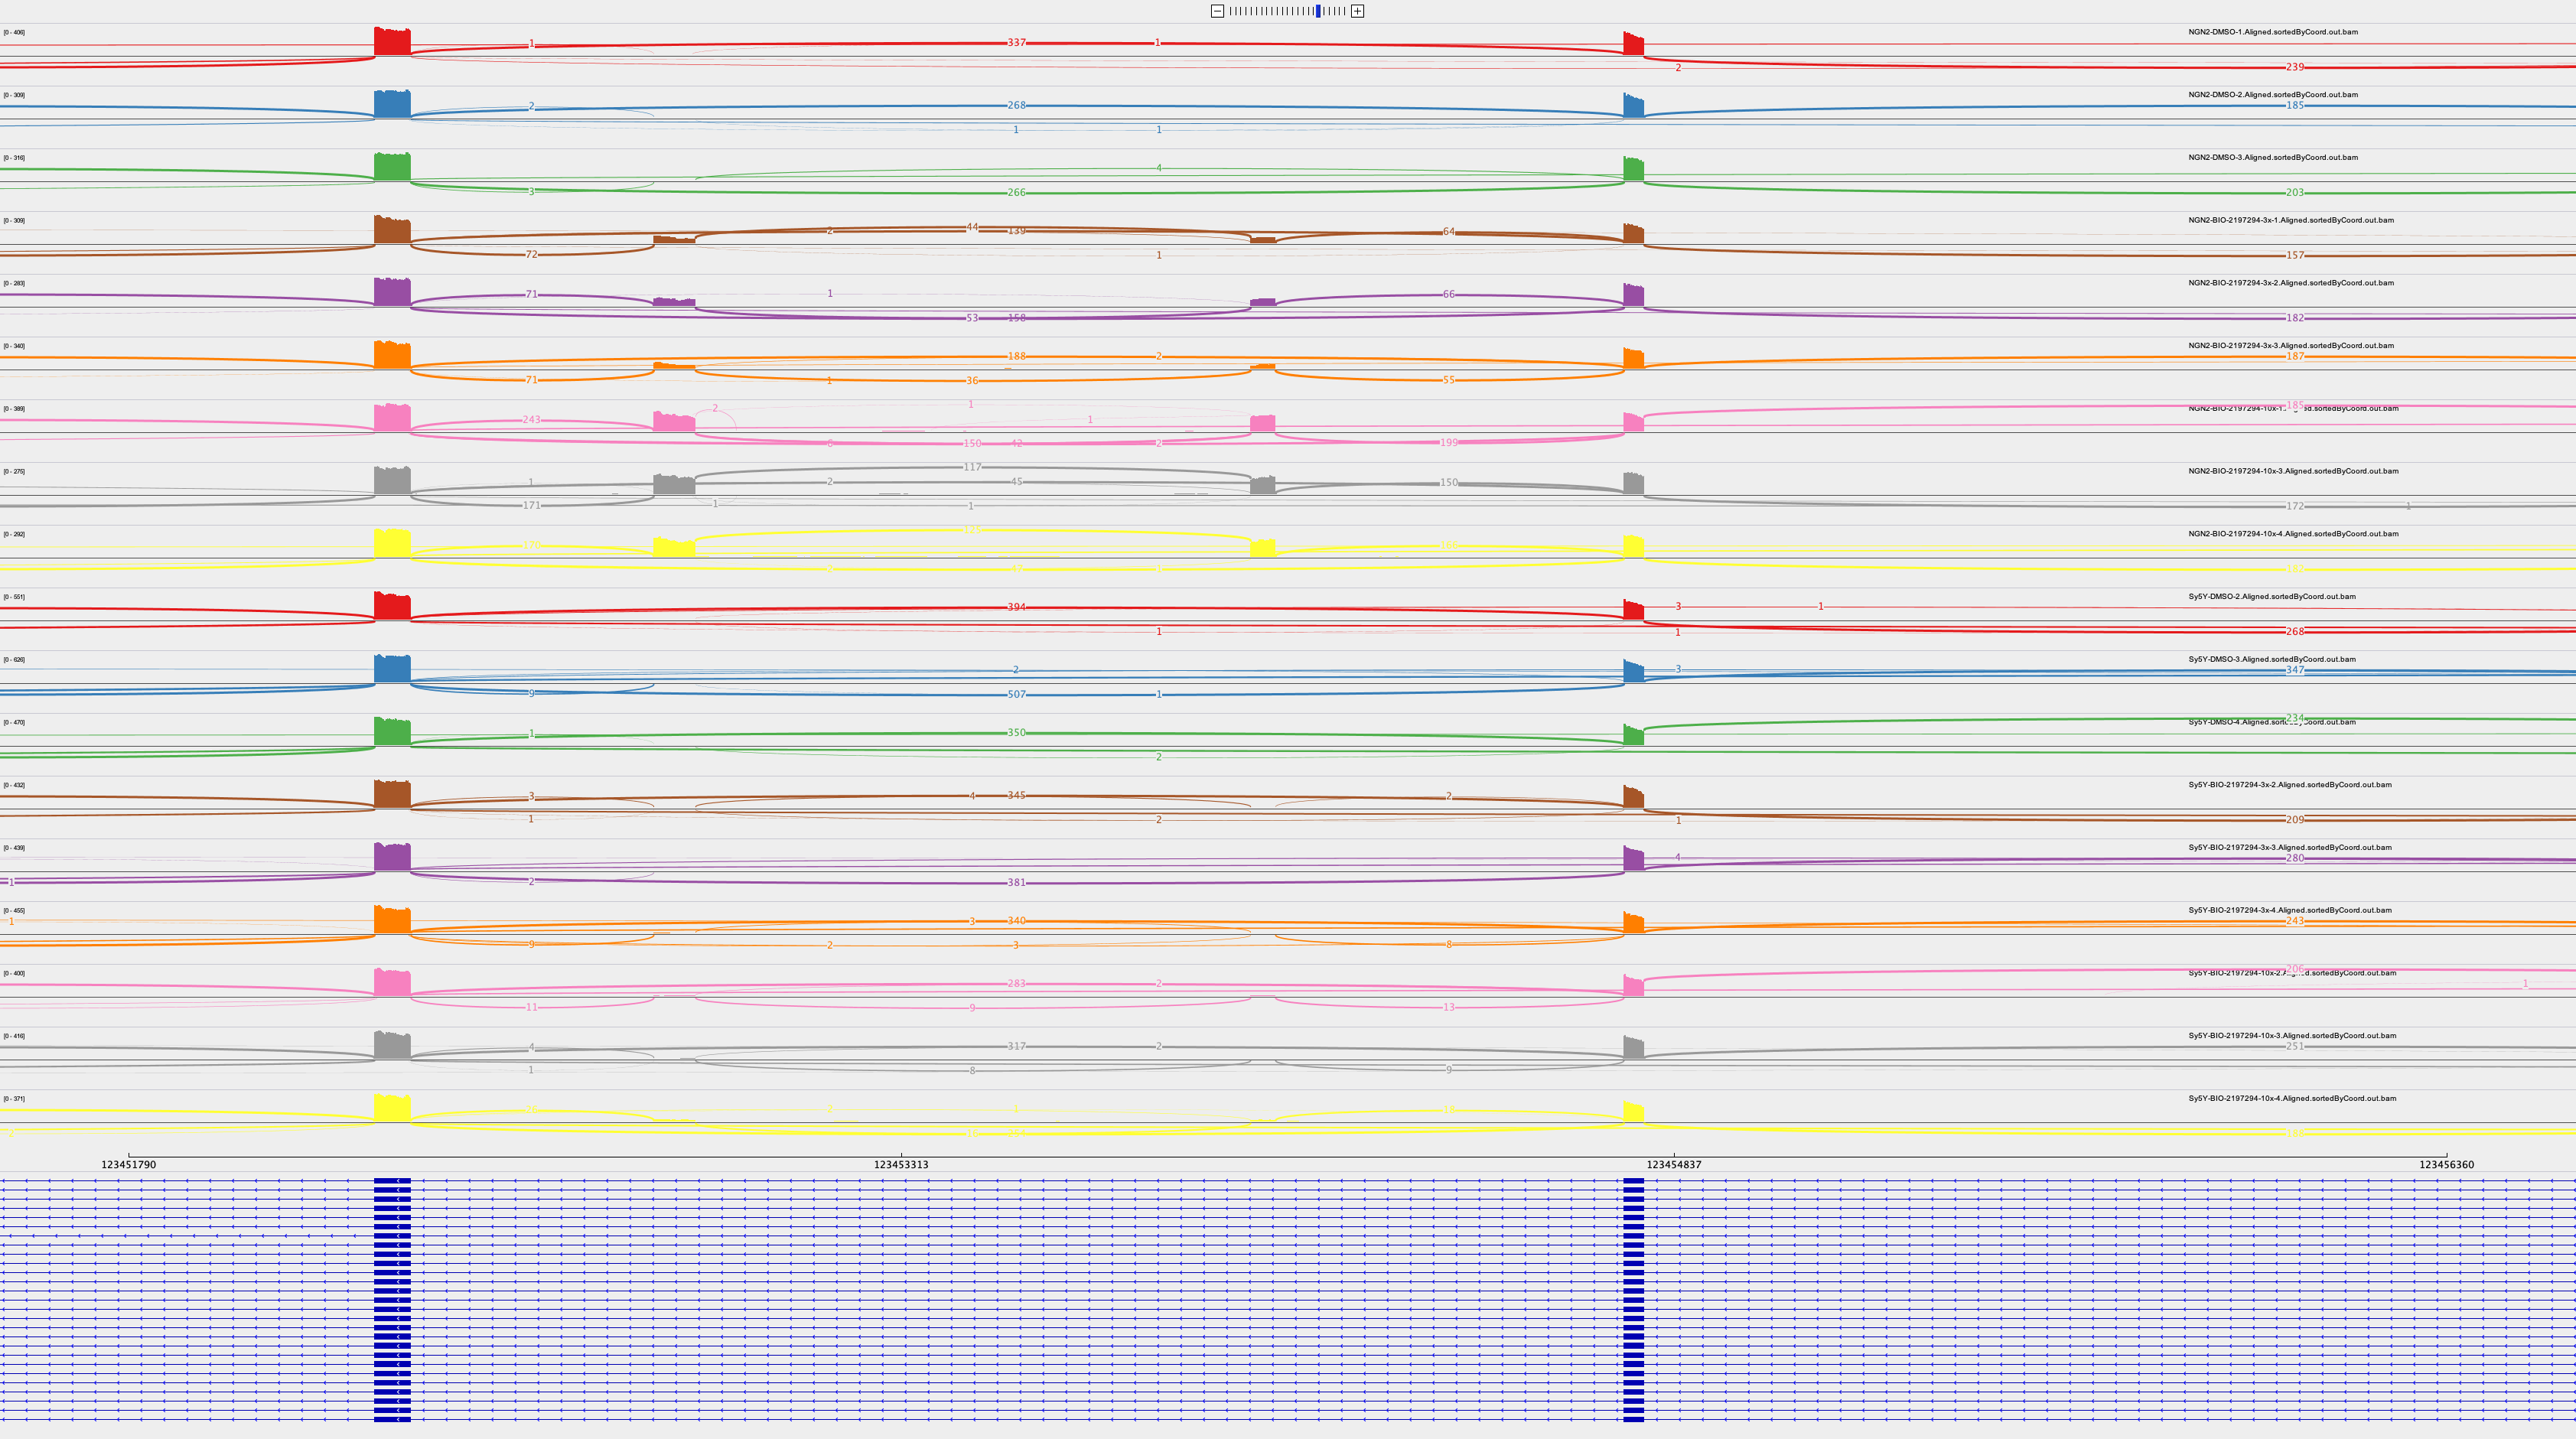 [0 - 406] NGN2-DMSO-1.Aligned.sortedByCoord.out.bam
1 337 1
2 239
[0 - 309] NGN2-DMSO-2.Aligned.sortedByCoord.out.bam
2 268 185
1 1
[0 - 316] NGN2-DMSO-3.Aligned.sortedByCoord.out.bam
4
3 266 203
[0 - 309] NGN2-BIO-2197294-3x-1.Aligned.sortedByCoord.out.bam
2 44 139 64
72 1 157
[0 - 283] NGN2-BIO-2197294-3x-2.Aligned.sortedByCoord.out.bam
71 1 66
53 158 182
[0 - 340] NGN2-BIO-2197294-3x-3.Aligned.sortedByCoord.out.bam
188 2 187
71 1 36 55
[0 - 389] 2 1 185
243 1
6 150 42 2 199
[0 - 275] NGN2-BIO-2197294-10x-3.Aligned.sortedByCoord.out.bam
117
1 2 45 150
171 1 1 172 1
[0 - 292] NGN2-BIO-2197294-10x-4.Aligned.sortedByCoord.out.bam
[0 - 551] Sy5Y-DMSO-2.Aligned.sortedByCoord.out.bam
394 3 1
1 1 268
[0 - 626] Sy5Y-DMSO-3.Aligned.sortedByCoord.out.bam
2 3 347
9 507 1
[0 - 470] 234
1 350
2
[0 - 432] Sy5Y-BIO-2197294-3x-2.Aligned.sortedByCoord.out.bam
3 4 345 2
1 2 1 209
[0 - 439] Sy5Y-BIO-2197294-3x-3.Aligned.sortedByCoord.out.bam
4 280
1 2 381
[0 - 455] Sy5Y-BIO-2197294-3x-4.Aligned.sortedByCoord.out.bam
1 3 340 243
9 2 3 8
[0 - 400] 206
283 2 1
11 9 13
[0 - 416] Sy5Y-BIO-2197294-10x-3.Aligned.sortedByCoord.out.bam
4 317 2 251
1 8 9
[0 - 371] Sy5Y-BIO-2197294-10x-4.Aligned.sortedByCoord.out.bam
123451790 123453313 123454837 123456360